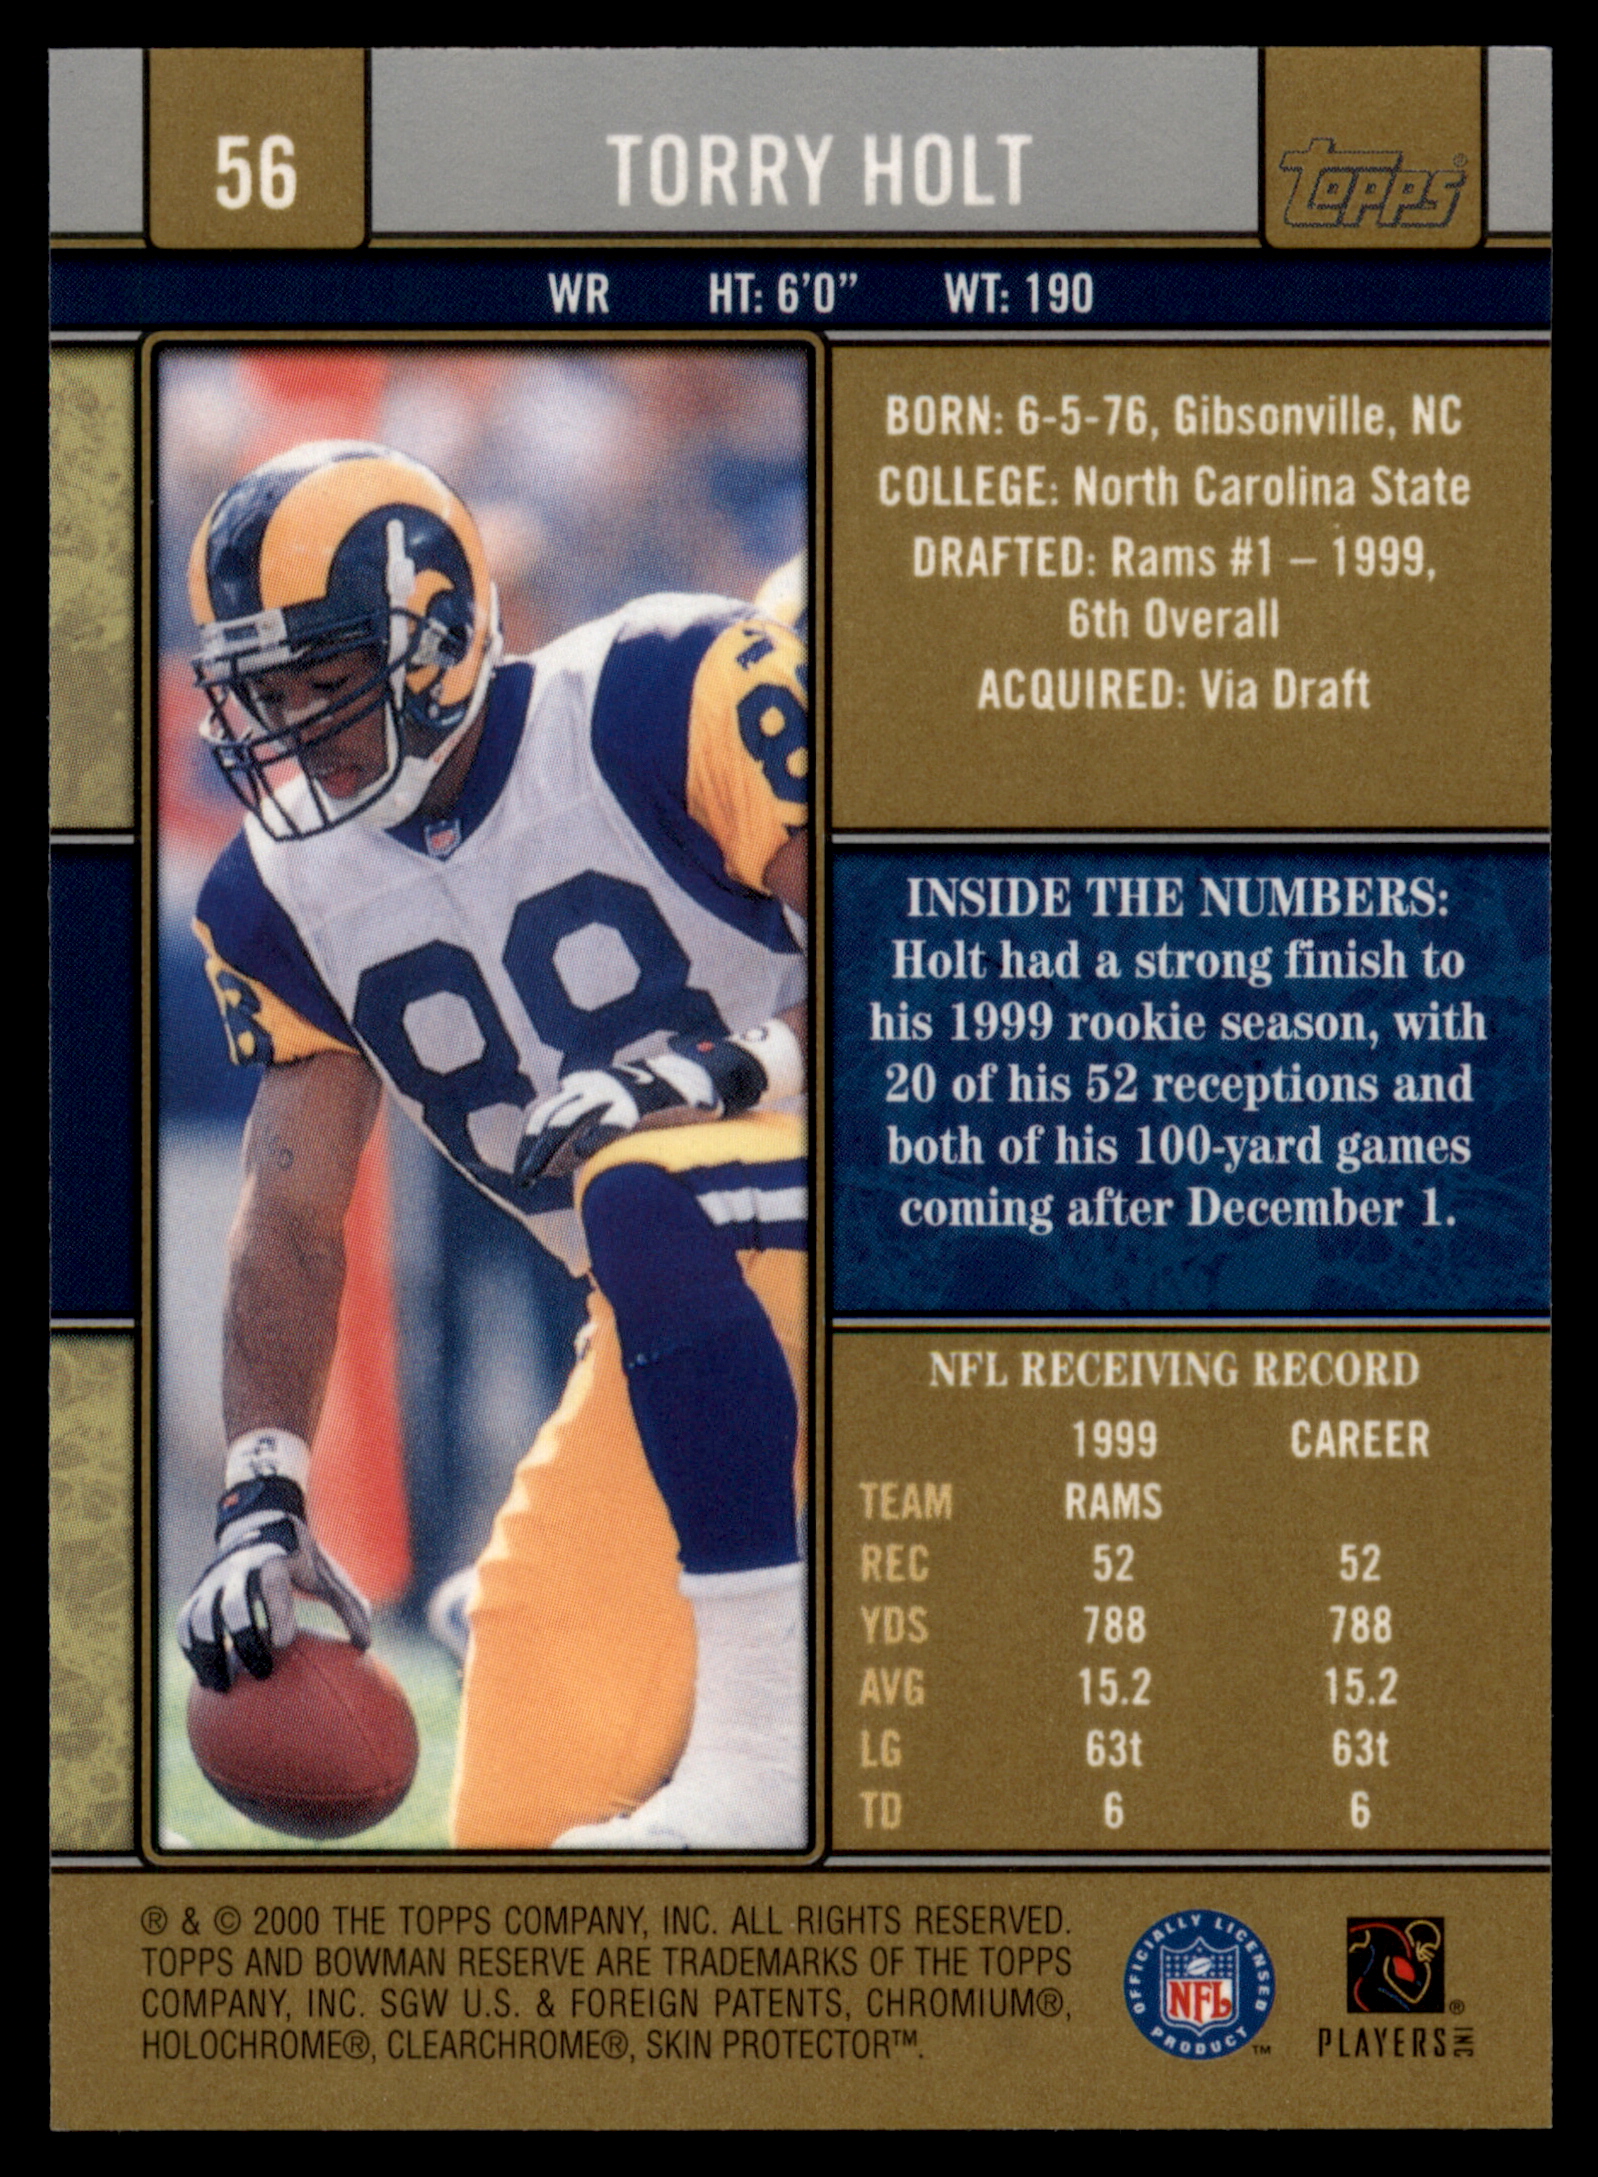 56
TORRY HOLT
Topps®
WR HT: 6'0” WT: 190
BORN: 6-5-76, Gibsonville, NC
COLLEGE: North Carolina State
DRAFTED: Rams #1 – 1999,
6th Overall
ACQUIRED: Via Draft
88
INSIDE THE NUMBERS:
Holt had a strong finish to
his 1999 rookie season, with
20 of his 52 receptions and
both of his 100-yard games
coming after December 1.
NFL RECEIVING RECORD
1999 CAREER
TEAM RAMS
REC 52 52
YDS 788 788
AVG 15.2 15.2
LG 63t 63t
TD 6 6
® & © 2000 THE TOPPS COMPANY, INC. ALL RIGHTS RESERVED.
TOPPS AND BOWMAN RESERVE ARE TRADEMARKS OF THE TOPPS
COMPANY, INC. SGW U.S. & FOREIGN PATENTS, CHROMIUM®,
HOLOCHROME®, CLEARCHROME®, SKIN PROTECTOR™.
OFFICIALLY LICENSED
NFL
PRODUCT ™
PLAYERS INC ®